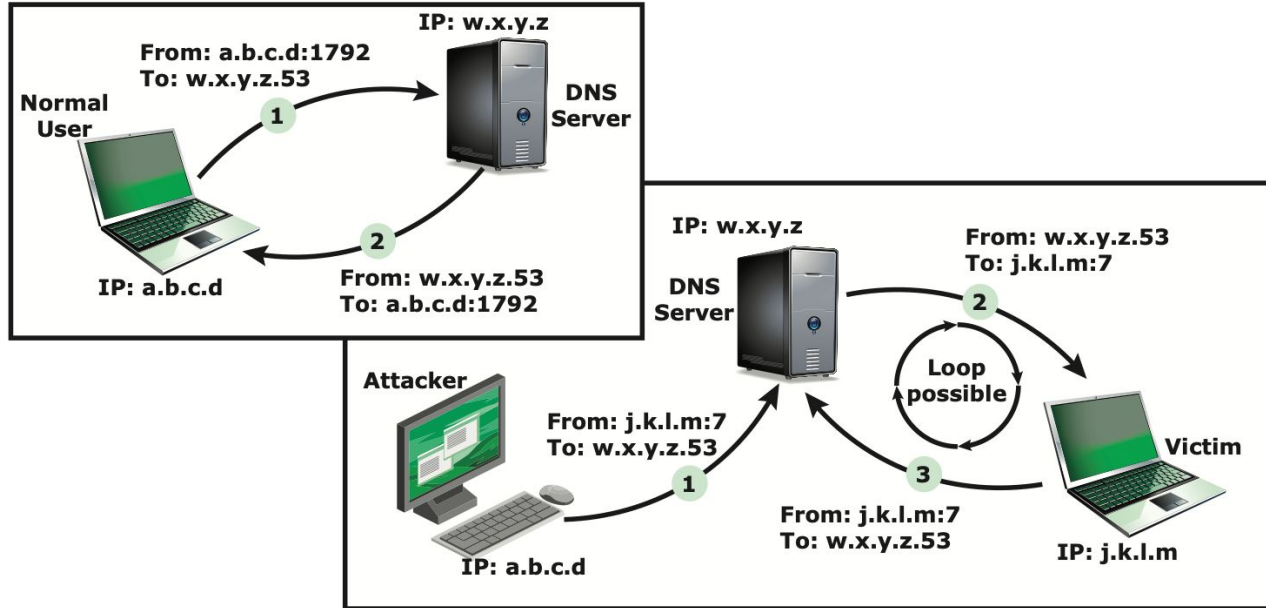 IP: w.x.y.z
From: a.b.c.d:1792
To: w.x.y.z.53
Normal
User
1
DNS
Server
2
IP: a.b.c.d
From: w.x.y.z.53
To: a.b.c.d:1792
IP: w.x.y.z
From: w.x.y.z.53
To: j.k.l.m:7
DNS
Server
2
Loop
possible
Attacker
From: j.k.l.m:7
To: w.x.y.z.53
1
Victim
3
From: j.k.l.m:7
To: w.x.y.z.53
IP: a.b.c.d
IP: j.k.l.m